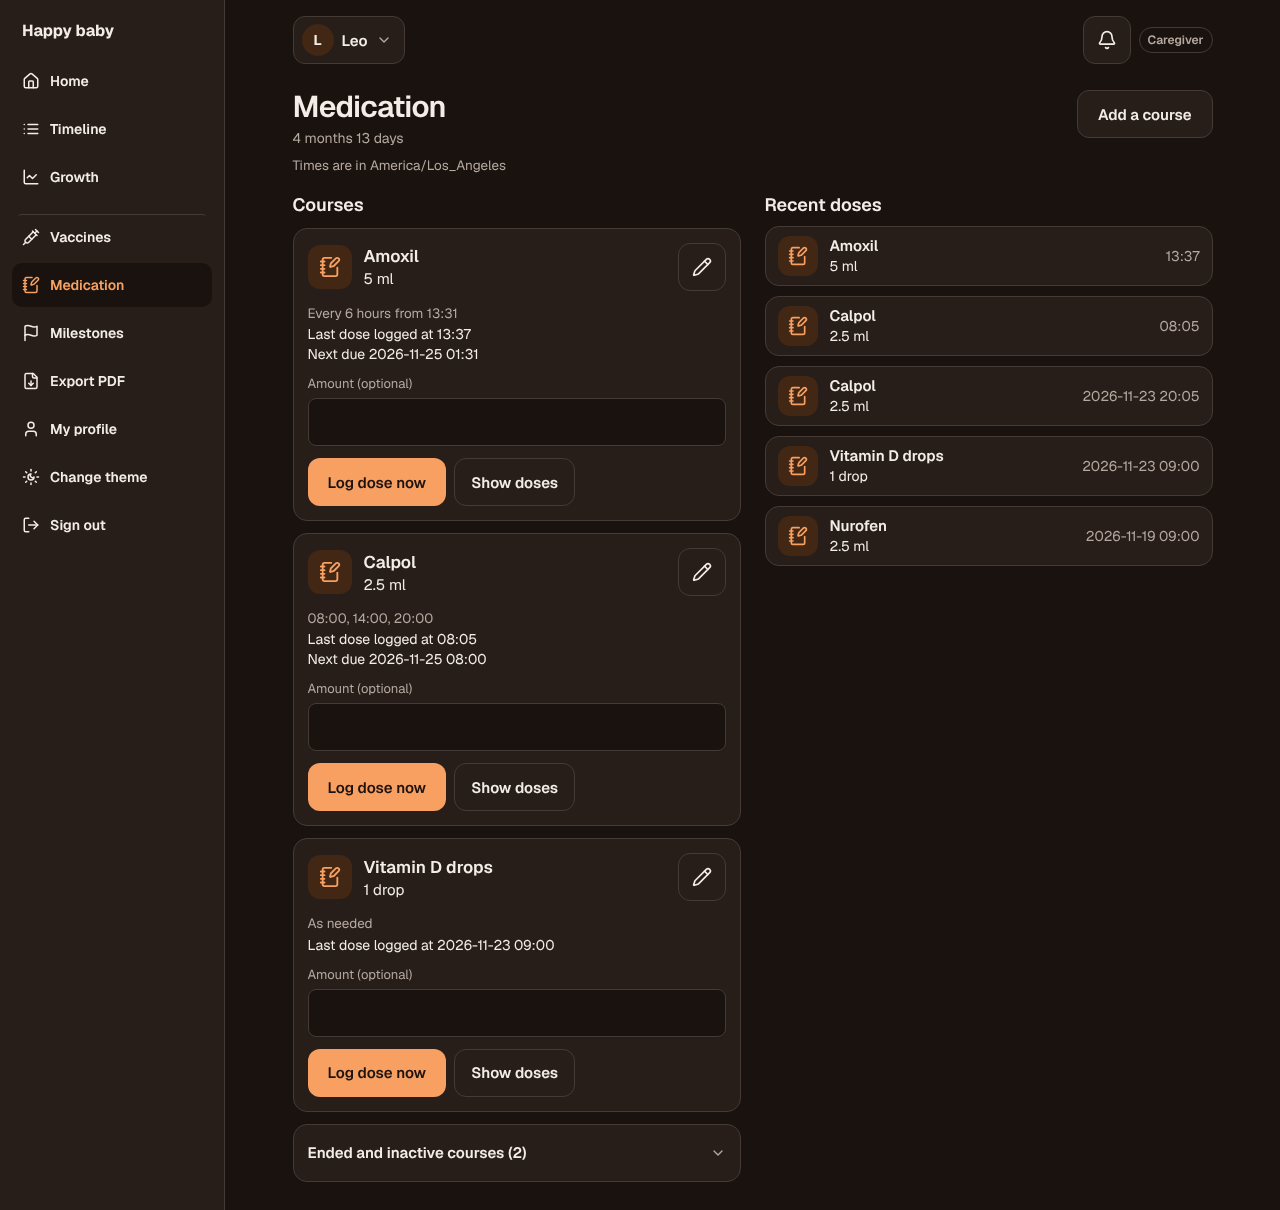 Happy baby
Home
Timeline
Growth
Vaccines
Medication
Milestones
Export PDF
My profile
Change theme
Sign out
L Leo
Caregiver
Medication
Add a course
4 months 13 days
Times are in America/Los_Angeles
Courses
Amoxil
5 ml
Every 6 hours from 13:31
Last dose logged at 13:37
Next due 2026-11-25 01:31
Amount (optional)
Log dose now Show doses
Calpol
2.5 ml
08:00, 14:00, 20:00
Last dose logged at 08:05
Next due 2026-11-25 08:00
Amount (optional)
Log dose now Show doses
Vitamin D drops
1 drop
As needed
Last dose logged at 2026-11-23 09:00
Amount (optional)
Log dose now Show doses
Ended and inactive courses (2)
Recent doses
Amoxil 13:37
5 ml
Calpol 08:05
2.5 ml
Calpol 2026-11-23 20:05
2.5 ml
Vitamin D drops 2026-11-23 09:00
1 drop
Nurofen 2026-11-19 09:00
2.5 ml